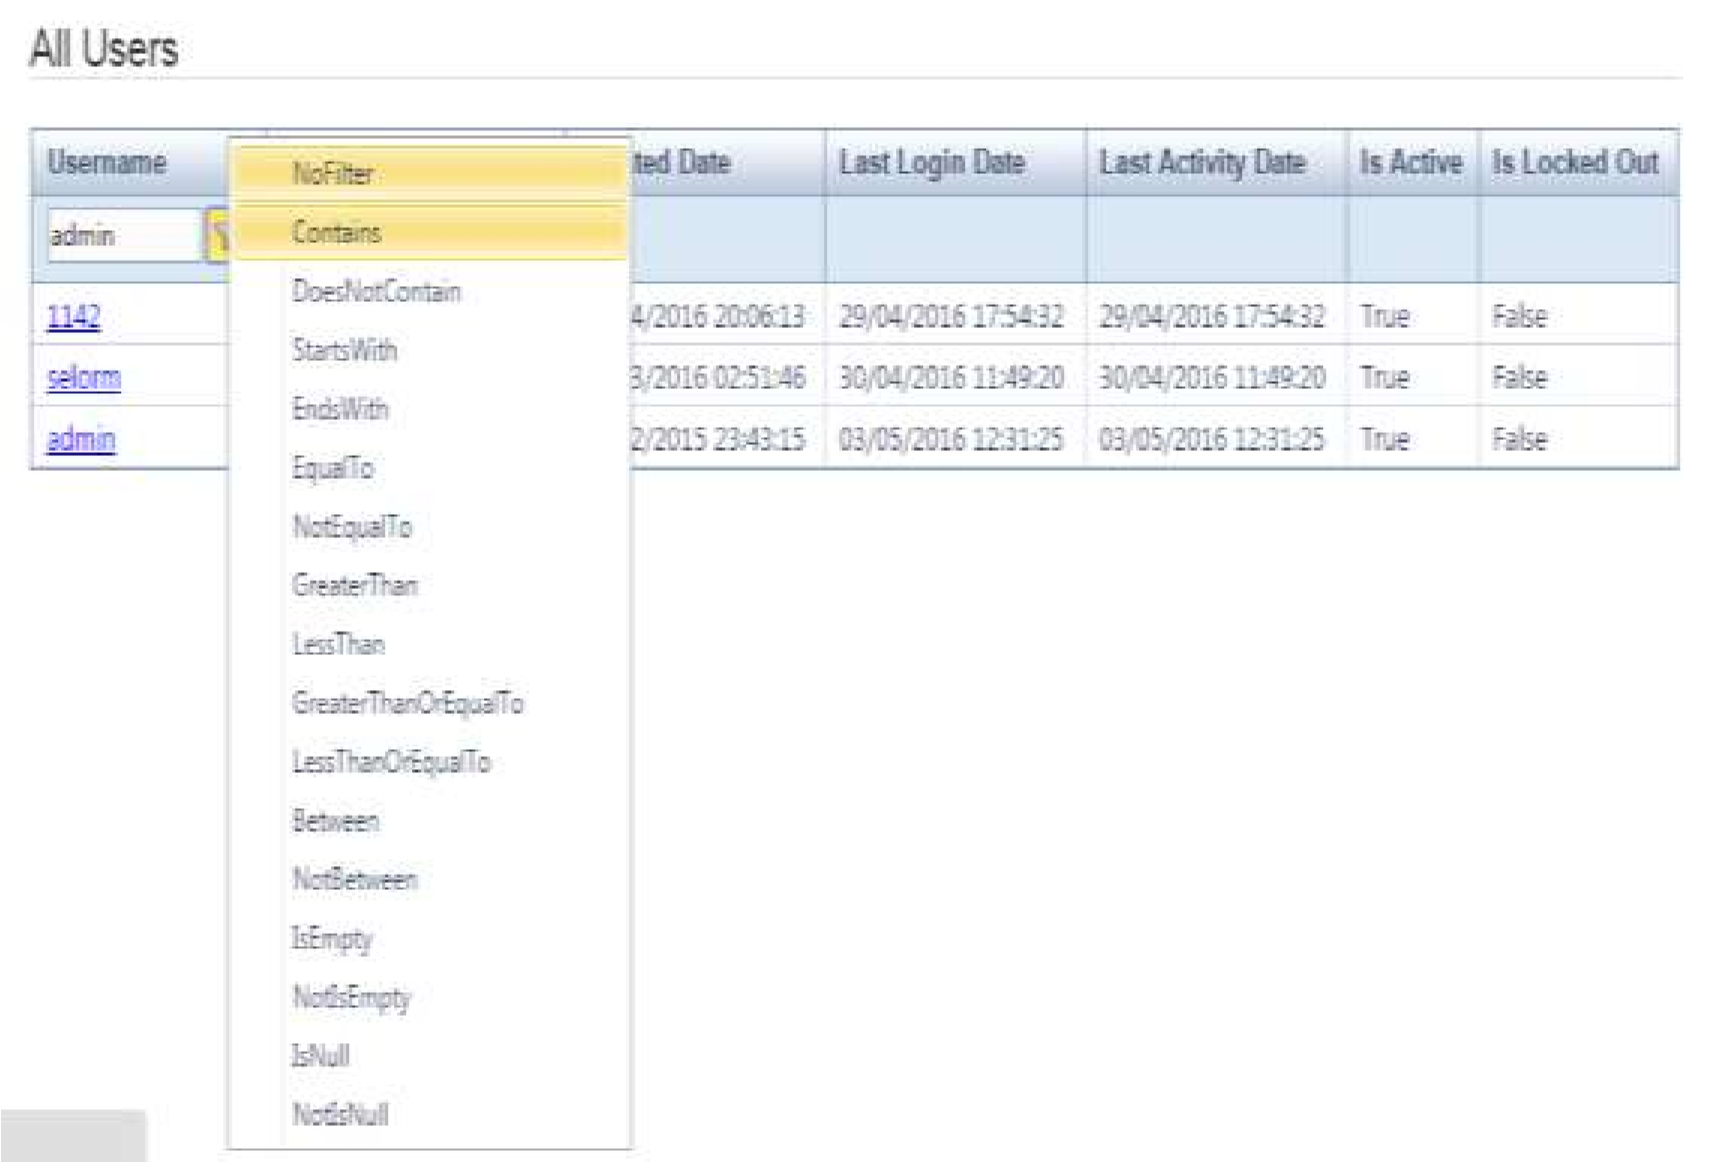 All Users
Username ted Date Last Login Date Last Activity Date Is Active Is Locked Out
admin
1142 4/2016 20:06:13 29/04/2016 17:54:32 29/04/2016 17:54:32 True False
selorm 3/2016 02:51:46 30/04/2016 11:49:20 30/04/2016 11:49:20 True False
admin 2/2015 23:43:15 03/05/2016 12:31:25 03/05/2016 12:31:25 True False
NoFilter
Contains
DoesNotContain
StartsWith
EndsWith
EqualTo
NotEqualTo
GreaterThan
LessThan
GreaterThanOrEqualTo
LessThanOrEqualTo
Between
NotBetween
IsEmpty
NotIsEmpty
IsNull
NotIsNull